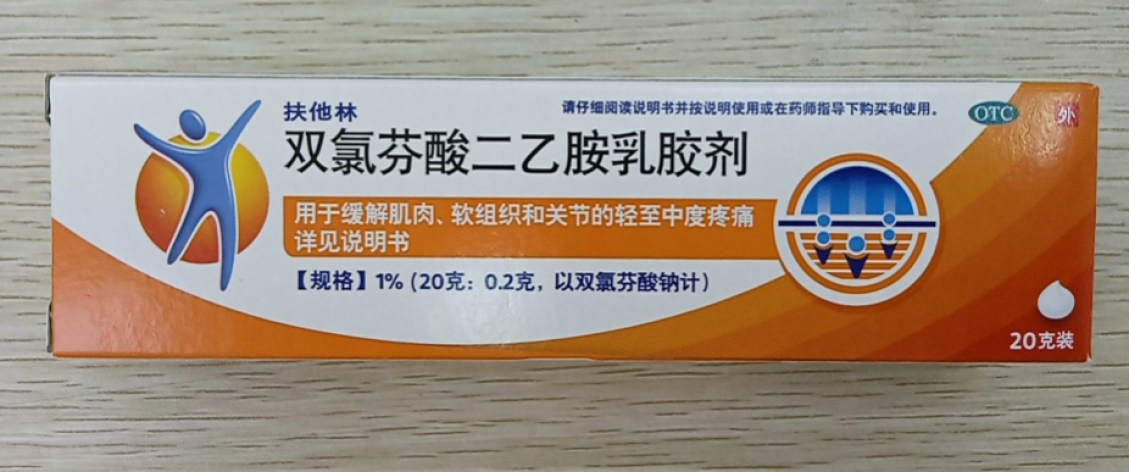 扶他林
请仔细阅读说明书并按说明使用或在药师指导下购买和使用。
OTC
外
双氯芬酸二乙胺乳胶剂
用于缓解肌肉、软组织和关节的轻至中度疼痛
详见说明书
【规格】1% (20克：0.2克，以双氯芬酸钠计)
20克装